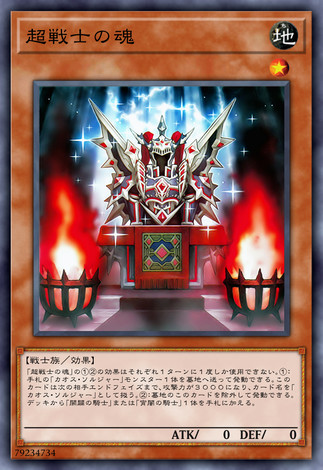 超戦士の魂
地
【戦士族／効果】
「超戦士の魂」の①②の効果はそれぞれ１ターンに１度しか使用できない。①：
手札の「カオス・ソルジャー」モンスター１体を墓地へ送って発動できる。この
カードは次の相手エンドフェイズまで、攻撃力が３０００になり、カード名を「カ
オス・ソルジャー」として扱う。②：墓地のこのカードを除外して発動できる。
デッキから「開闢の騎士」または「宵闇の騎士」１体を手札に加える。
ATK/ 0 DEF/ 0
79234734